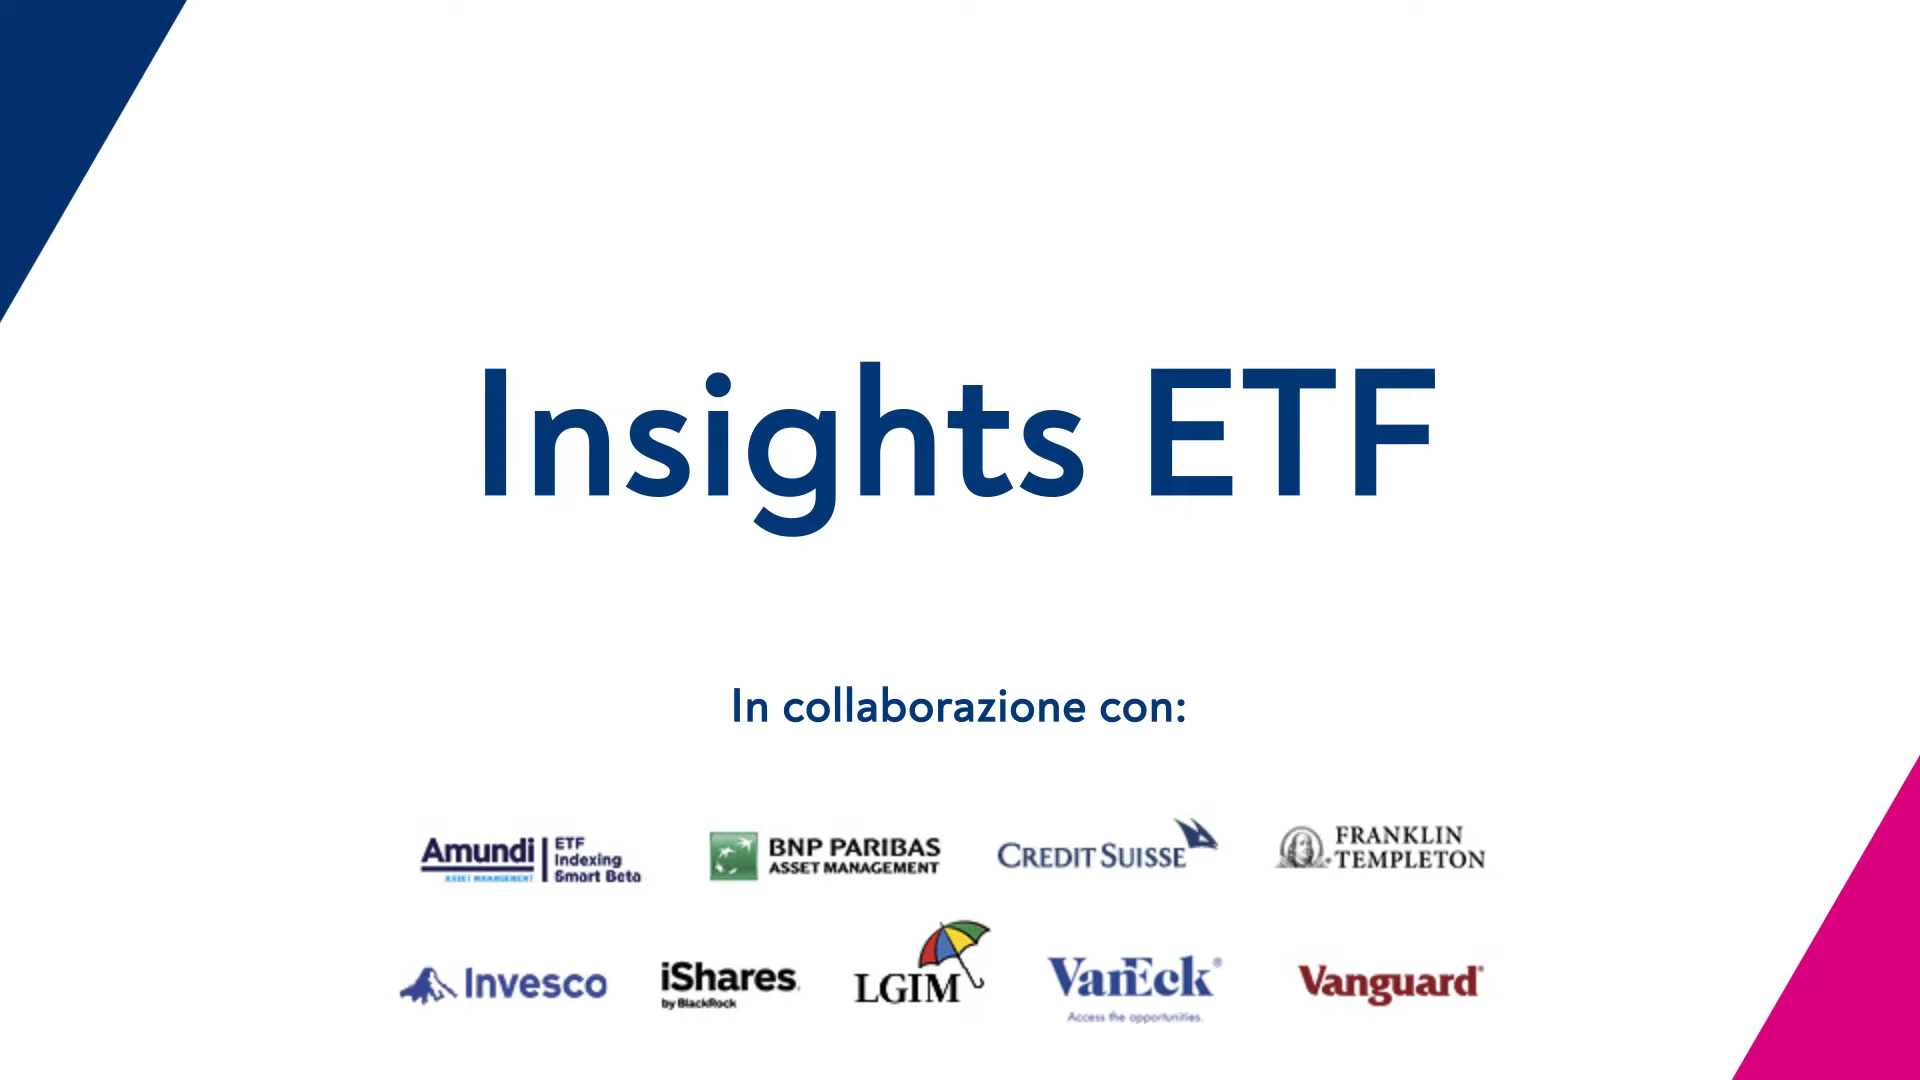 Insights ETF
In collaborazione con:
Amundi
ASSET MANAGEMENT
ETF
Indexing
Smart Beta
BNP PARIBAS
ASSET MANAGEMENT
CREDIT SUISSE
FRANKLIN
TEMPLETON
Invesco
iShares
by BlackRock
LGIM
VanEck®
Access the opportunities.
Vanguard®